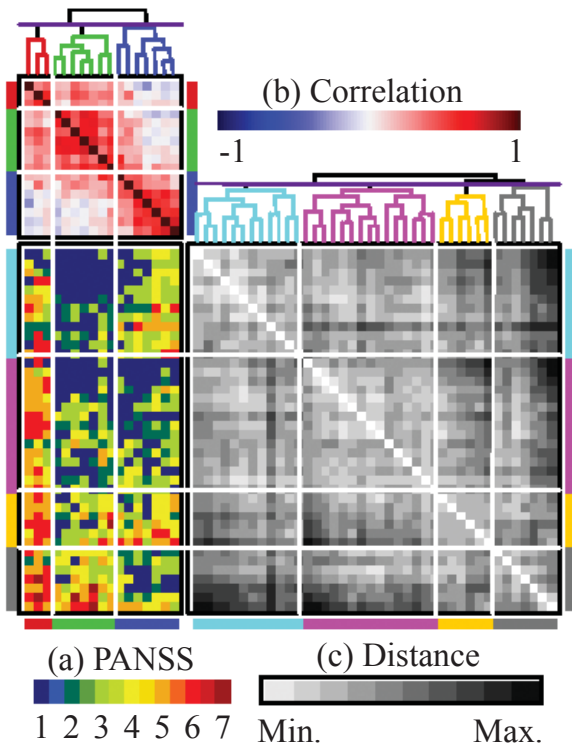 (b) Correlation
-1 1
(a) PANSS
1 2 3 4 5 6 7
(c) Distance
Min. Max.